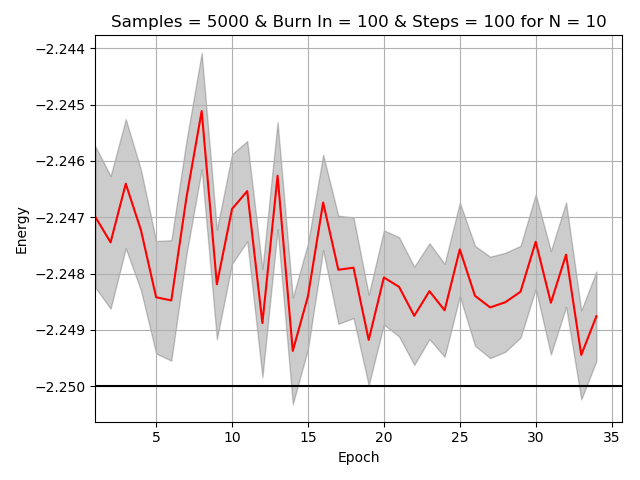 Samples = 5000 & Burn In = 100 & Steps = 100 for N = 10
−2.244
−2.245
−2.246
−2.247
−2.248
−2.249
−2.250
Energy
5 10 15 20 25 30 35
Epoch